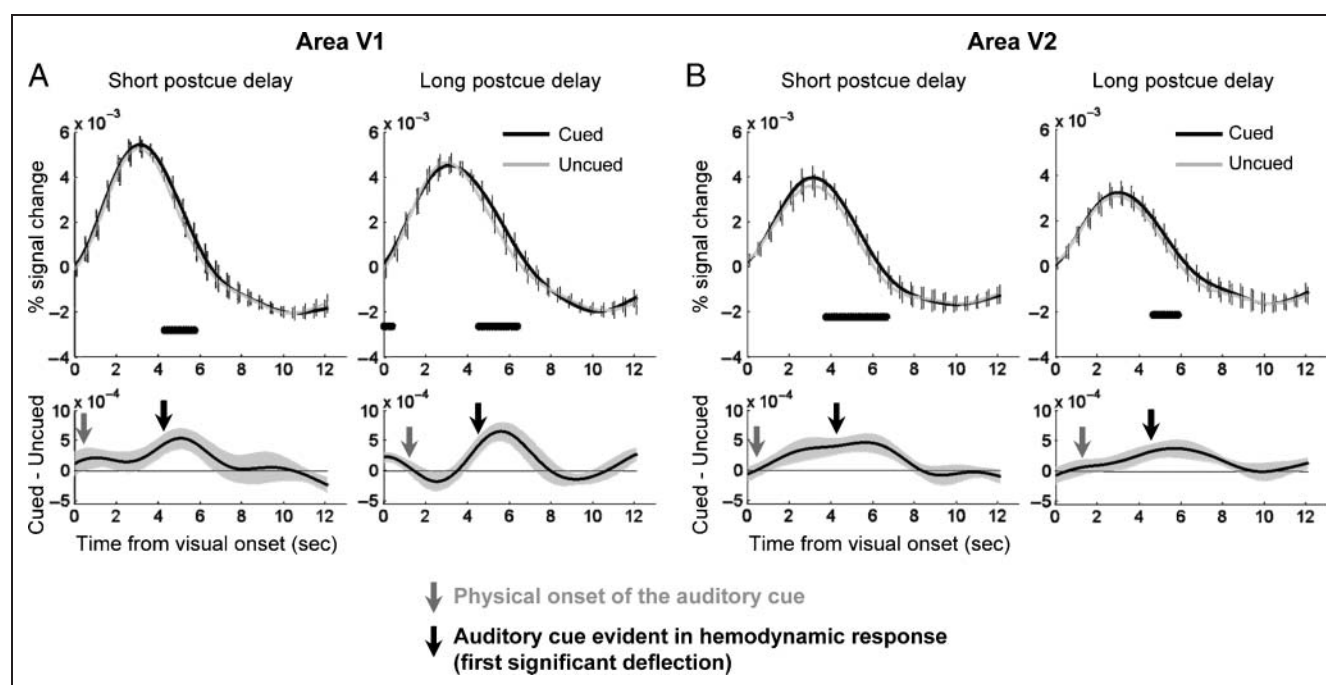 Area V1
Area V2
A
Short postcue delay
Long postcue delay
B
Short postcue delay
Long postcue delay
x 10⁻³
x 10⁻³
x 10⁻³
x 10⁻³
6
4
2
0
−2
−4
% signal change
0 2 4 6 8 10 12
6
4
2
0
−2
−4
Cued
Uncued
0 2 4 6 8 10 12
6
4
2
0
−2
−4
% signal change
0 2 4 6 8 10 12
6
4
2
0
−2
−4
Cued
Uncued
0 2 4 6 8 10 12
x 10⁻⁴
x 10⁻⁴
x 10⁻⁴
x 10⁻⁴
10
5
0
−5
Cued - Uncued
0 2 4 6 8 10 12
10
5
0
−5
0 2 4 6 8 10 12
10
5
0
−5
Cued - Uncued
0 2 4 6 8 10 12
10
5
0
−5
0 2 4 6 8 10 12
Time from visual onset (sec)
Time from visual onset (sec)
Physical onset of the auditory cue
Auditory cue evident in hemodynamic response
(first significant deflection)